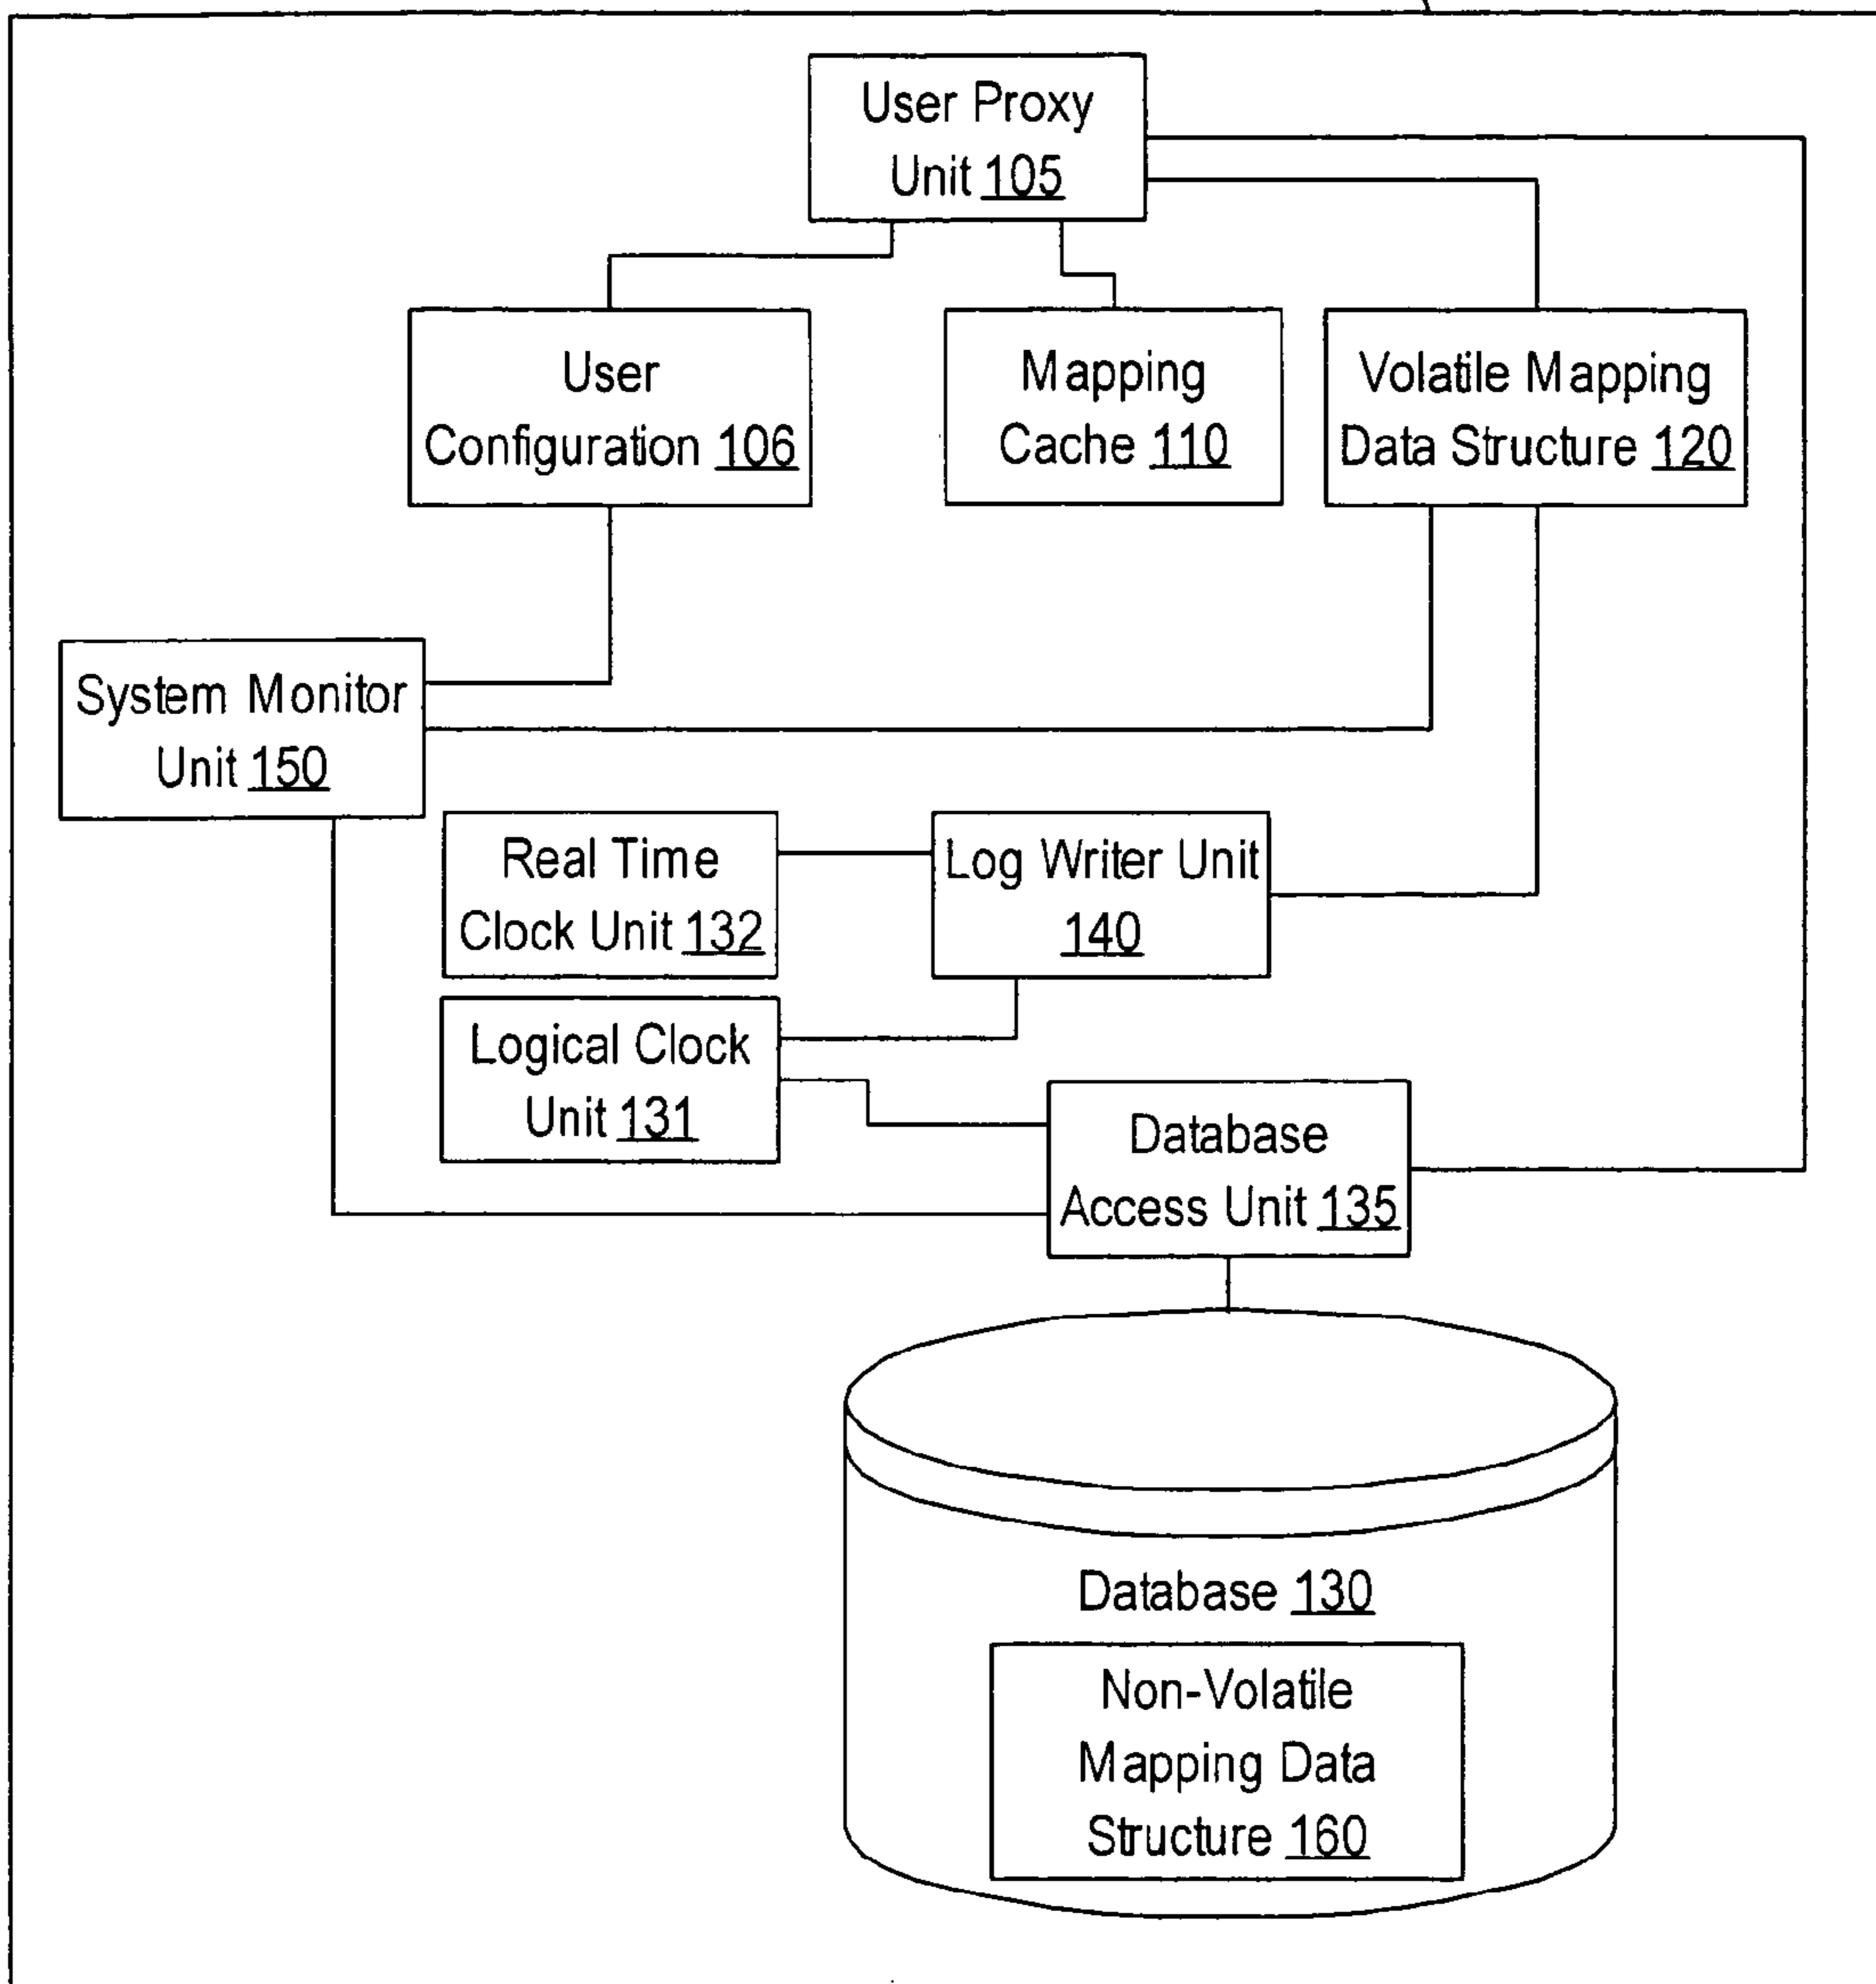 User Proxy
Unit 105
User
Configuration 106
Mapping
Cache 110
Volatile Mapping
Data Structure 120
System Monitor
Unit 150
Real Time
Clock Unit 132
Log Writer Unit
140
Logical Clock
Unit 131
Database
Access Unit 135
Database 130
Non-Volatile
Mapping Data
Structure 160